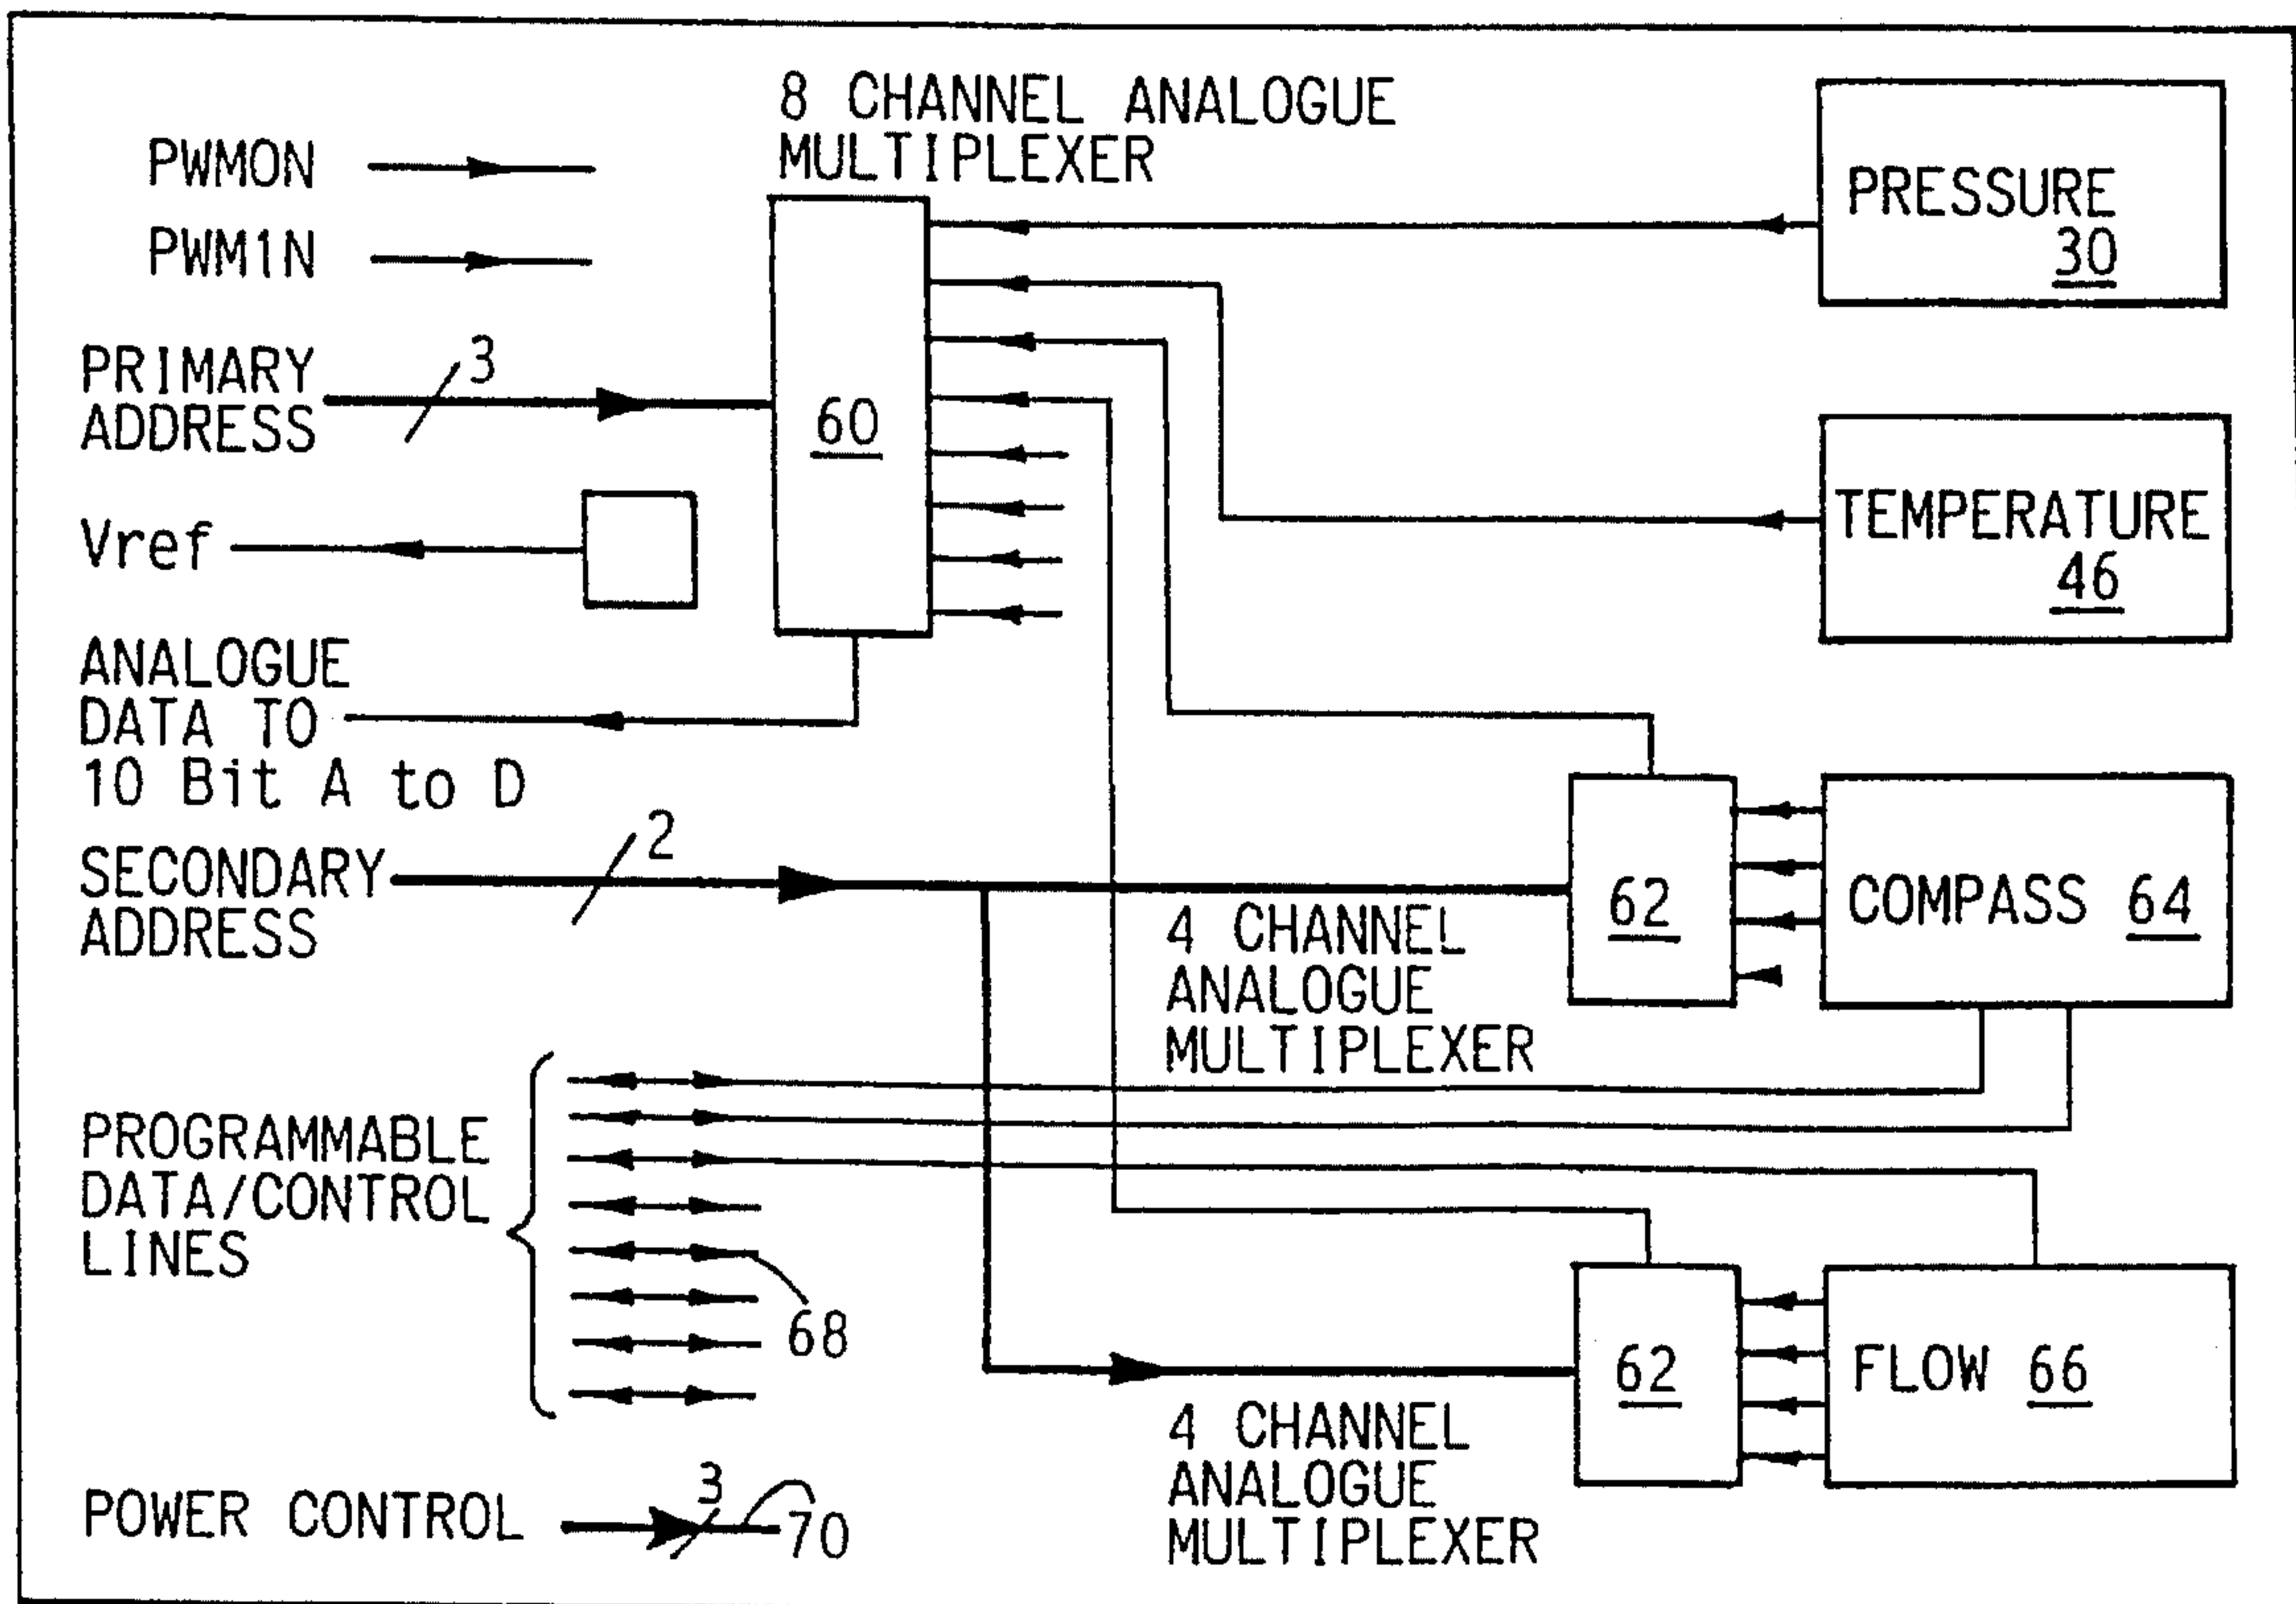 8 CHANNEL ANALOGUE
MULTIPLEXER
PWMON
PWM1N
PRIMARY
ADDRESS
3
60
Vref
ANALOGUE
DATA TO
10 Bit A to D
PRESSURE
30
TEMPERATURE
46
SECONDARY
ADDRESS
2
4 CHANNEL
ANALOGUE
MULTIPLEXER
62
COMPASS 64
PROGRAMMABLE
DATA/CONTROL
LINES
68
4 CHANNEL
ANALOGUE
MULTIPLEXER
62
FLOW 66
POWER CONTROL
3
70